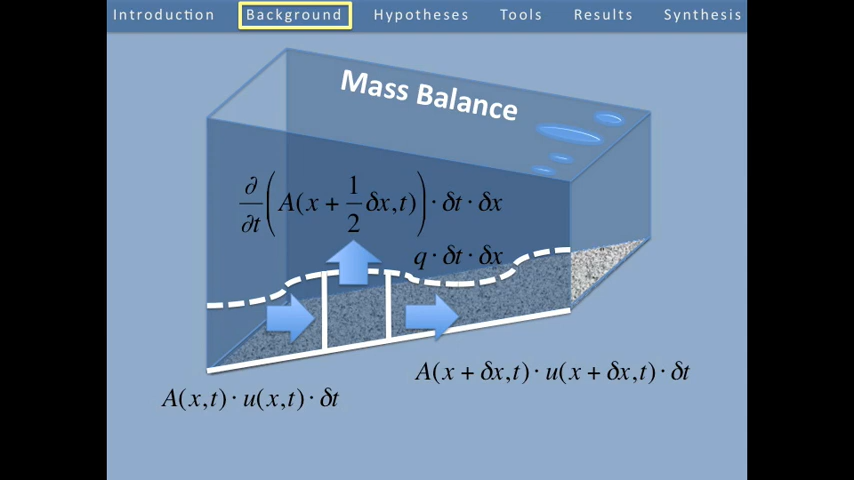 Introduction Background Hypotheses Tools Results Synthesis
Mass Balance
∂/∂t (A(x + 1/2 δx,t)) · δt · δx
q · δt · δx
A(x + δx,t) · u(x + δx,t) · δt
A(x,t) · u(x,t) · δt